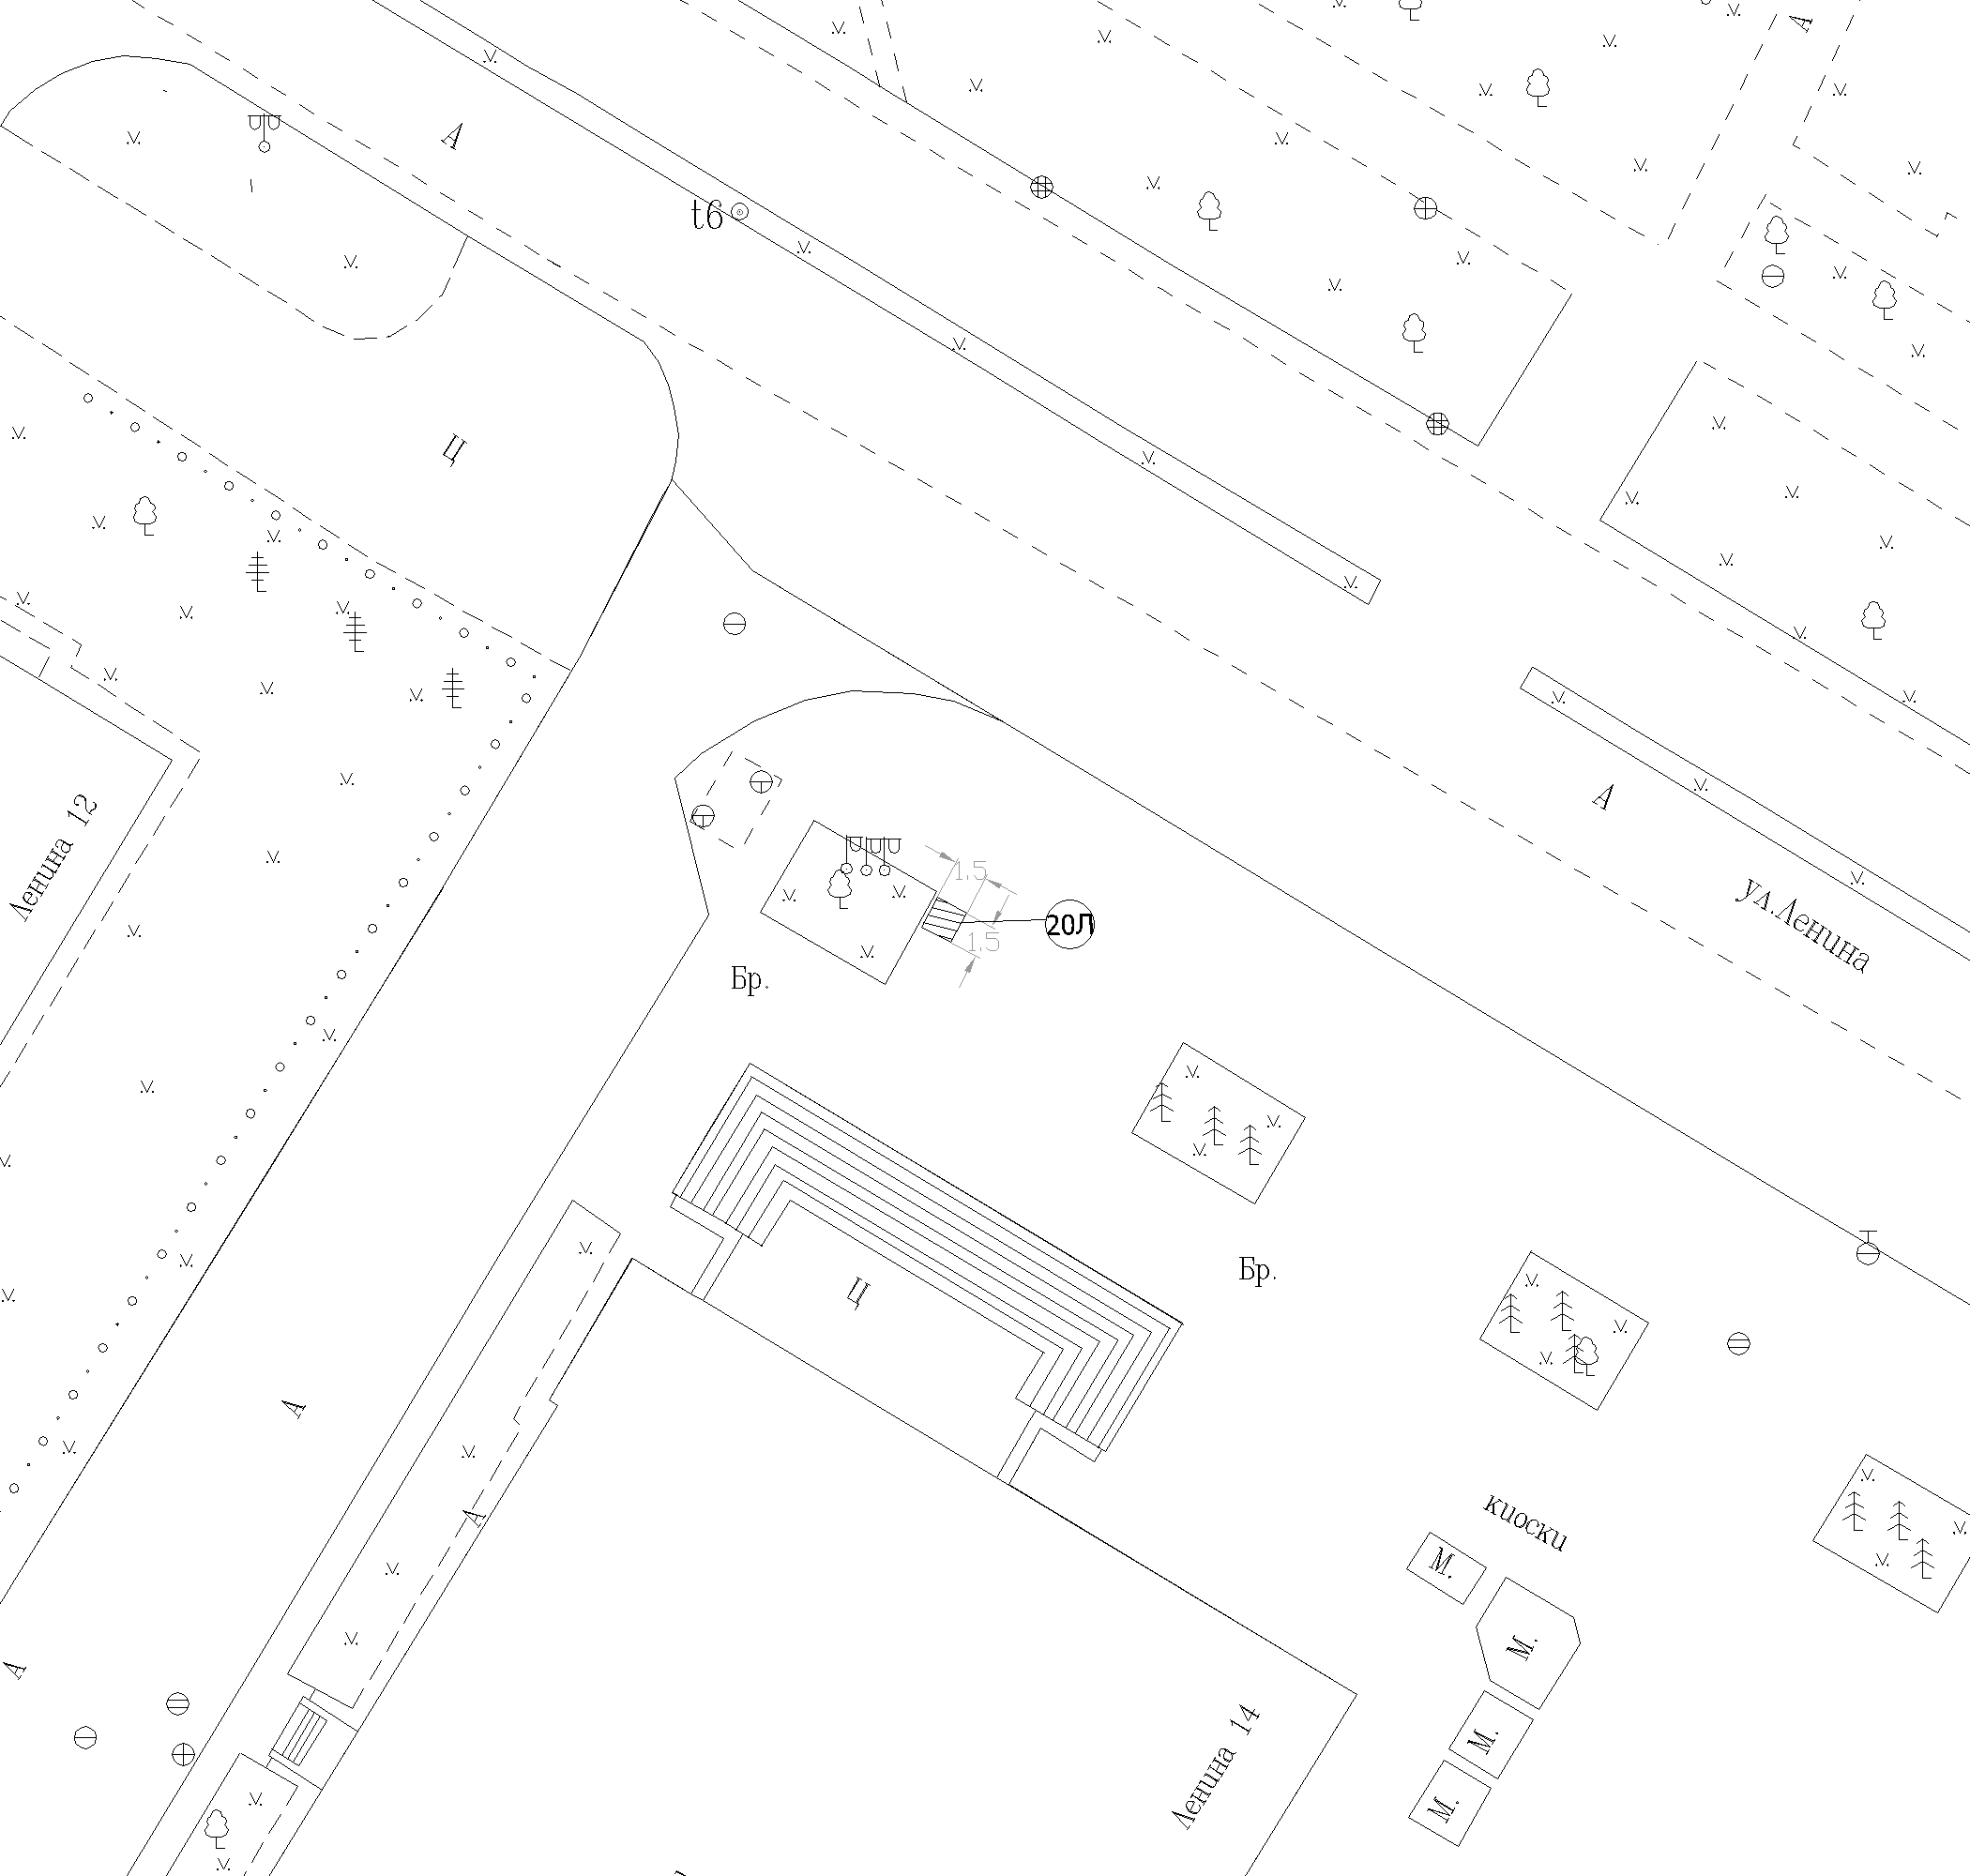 А
А
t6
Ц
Ленина 12
А
1.5
20Л
1.5
ул.Ленина
Бр.
Бр.
Ц
А
А
киоски
М.
М.
А
М.
Ленина 14
М.